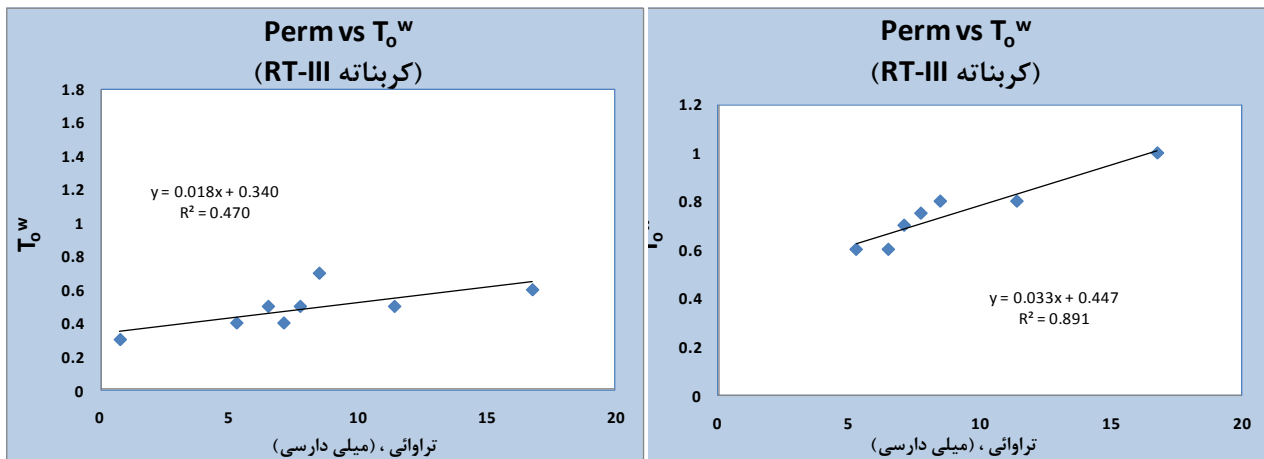 Perm vs Tₒʷ
(کربناته RT-III)
1.8
1.6
1.4
1.2
1
0.8
0.6
0.4
0.2
0
Tₒʷ
y = 0.018x + 0.340
R² = 0.470
0 5 10 15 20
تراوائی ، (میلی دارسی)
Perm vs Tₒʷ
(کربناته RT-III)
1.2
1
0.8
0.6
0.4
0.2
0
Tₒʷ
y = 0.033x + 0.447
R² = 0.891
0 5 10 15 20
تراوائی ، (میلی دارسی)